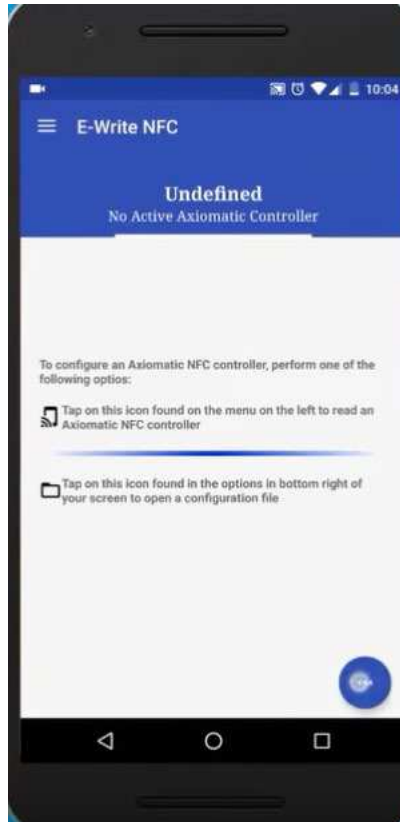 10:04
E-Write NFC
Undefined
No Active Axiomatic Controller
To configure an Axiomatic NFC controller, perform one of the
following optios:
Tap on this icon found on the menu on the left to read an
Axiomatic NFC controller
Tap on this icon found in the options in bottom right of
your screen to open a configuration file